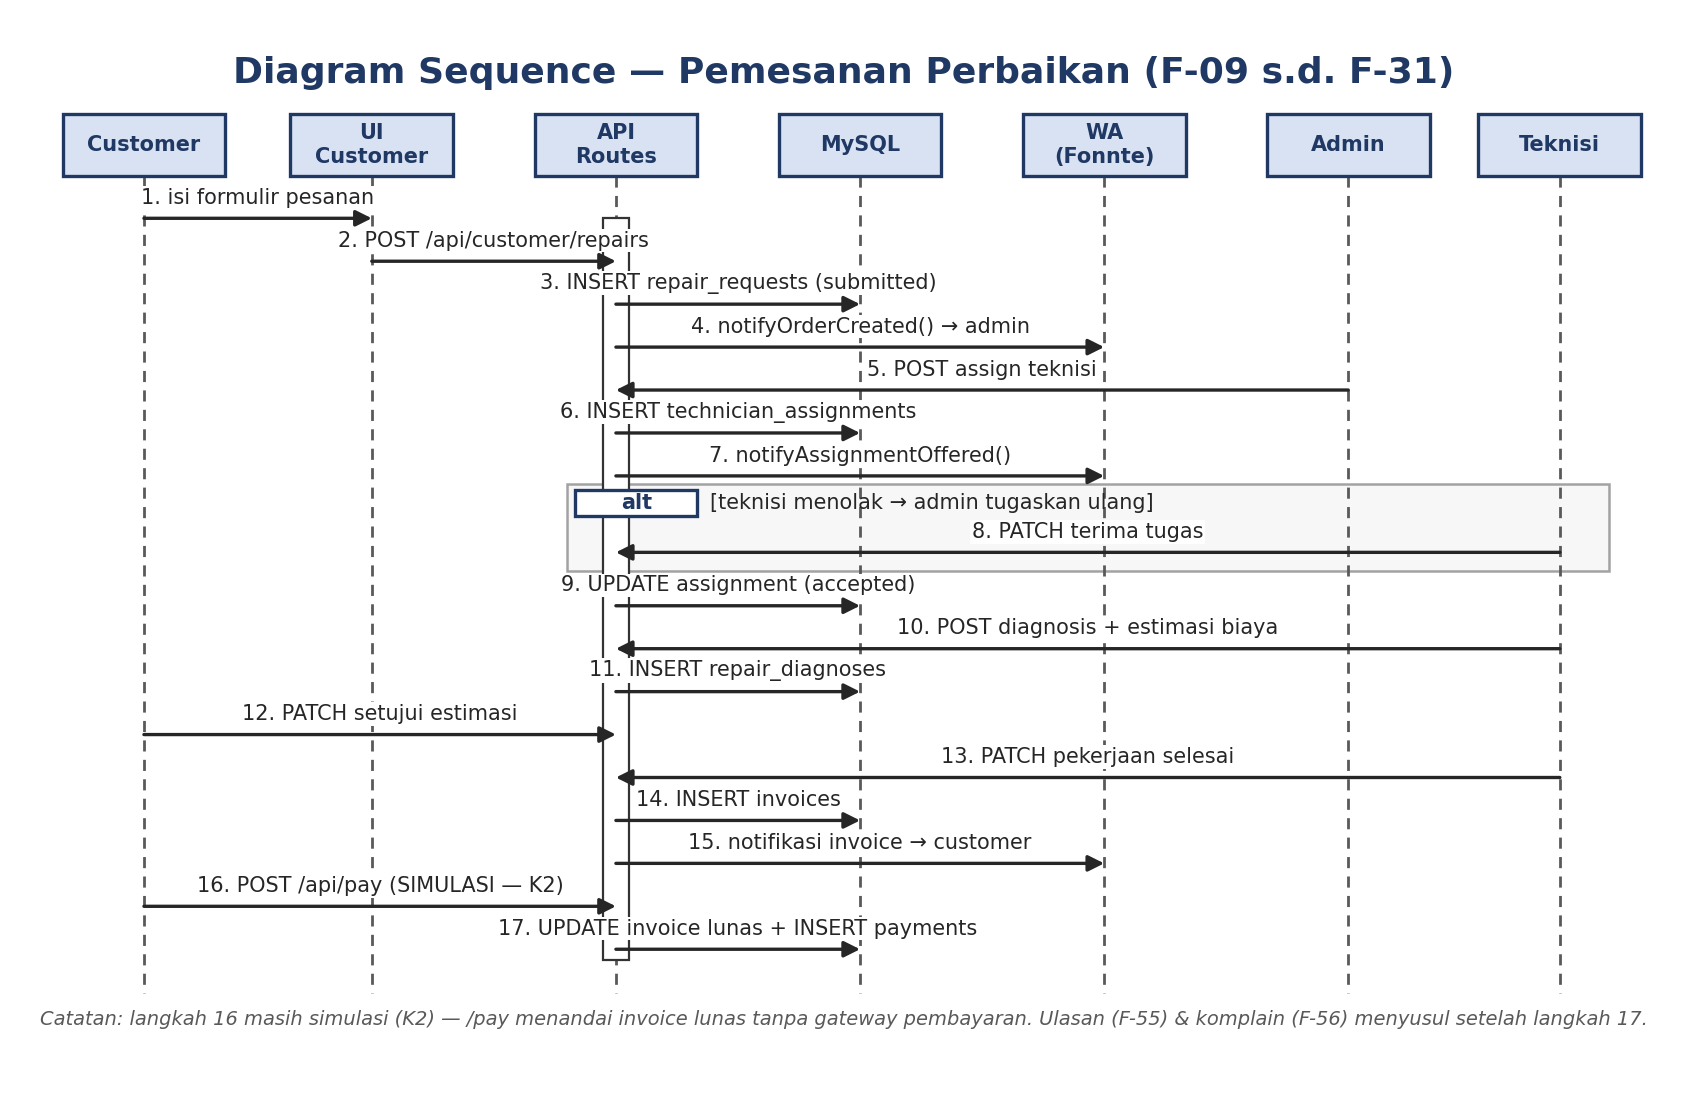 Diagram Sequence — Pemesanan Perbaikan (F-09 s.d. F-31)
Customer
UI
Customer
API
Routes
MySQL
WA
(Fonnte)
Admin
Teknisi
1. isi formulir pesanan
2. POST /api/customer/repairs
3. INSERT repair_requests (submitted)
4. notifyOrderCreated() → admin
5. POST assign teknisi
6. INSERT technician_assignments
7. notifyAssignmentOffered()
alt [teknisi menolak → admin tugaskan ulang]
8. PATCH terima tugas
9. UPDATE assignment (accepted)
10. POST diagnosis + estimasi biaya
11. INSERT repair_diagnoses
12. PATCH setujui estimasi
13. PATCH pekerjaan selesai
14. INSERT invoices
15. notifikasi invoice → customer
16. POST /api/pay (SIMULASI — K2)
17. UPDATE invoice lunas + INSERT payments
Catatan: langkah 16 masih simulasi (K2) — /pay menandai invoice lunas tanpa gateway pembayaran. Ulasan (F-55) & komplain (F-56) menyusul setelah langkah 17.